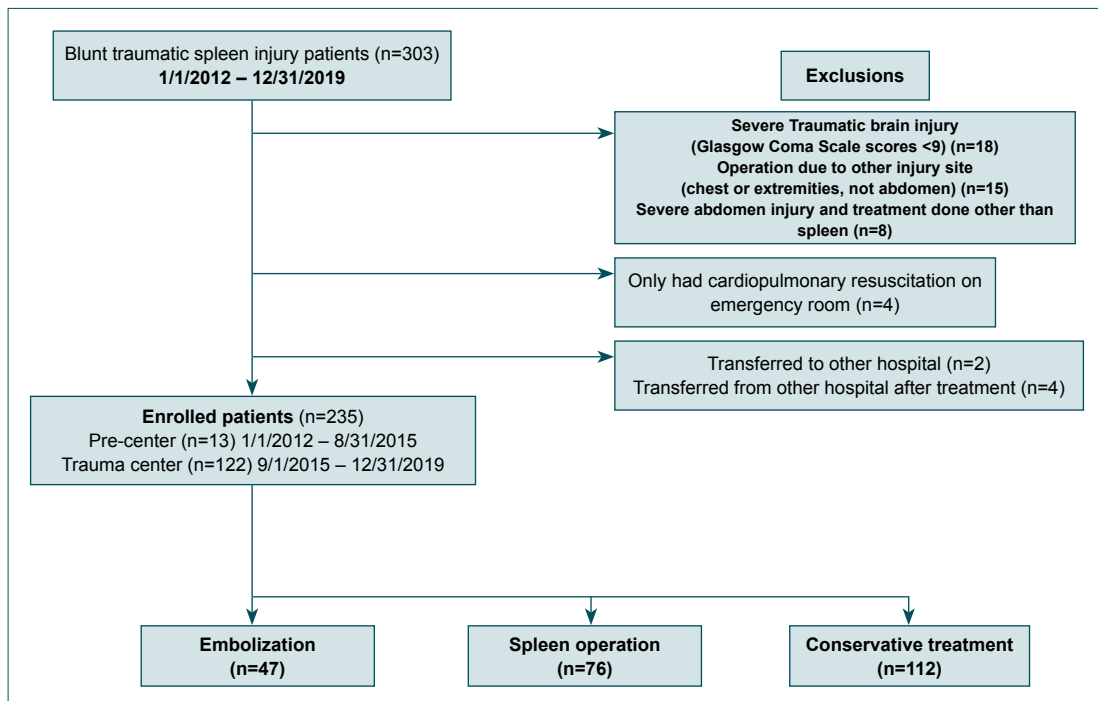 Blunt traumatic spleen injury patients (n=303)
1/1/2012 – 12/31/2019
Exclusions
Severe Traumatic brain injury
(Glasgow Coma Scale scores <9) (n=18)
Operation due to other injury site
(chest or extremities, not abdomen) (n=15)
Severe abdomen injury and treatment done other than
spleen (n=8)
Only had cardiopulmonary resuscitation on
emergency room (n=4)
Transferred to other hospital (n=2)
Transferred from other hospital after treatment (n=4)
Enrolled patients (n=235)
Pre-center (n=13) 1/1/2012 – 8/31/2015
Trauma center (n=122) 9/1/2015 – 12/31/2019
Embolization
(n=47)
Spleen operation
(n=76)
Conservative treatment
(n=112)